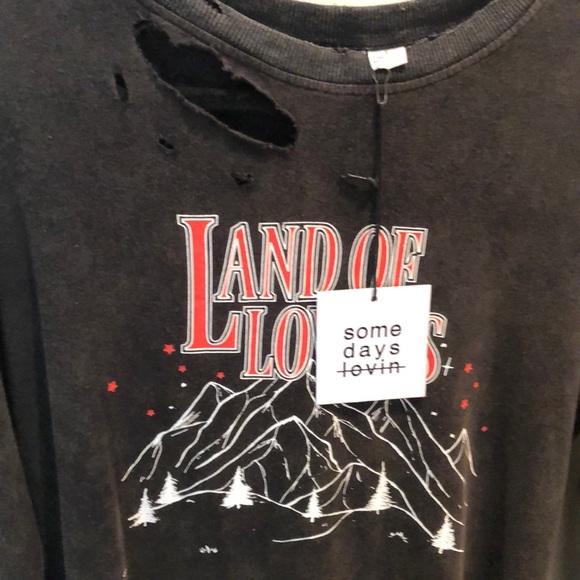 LAND OF
some
days
lovin